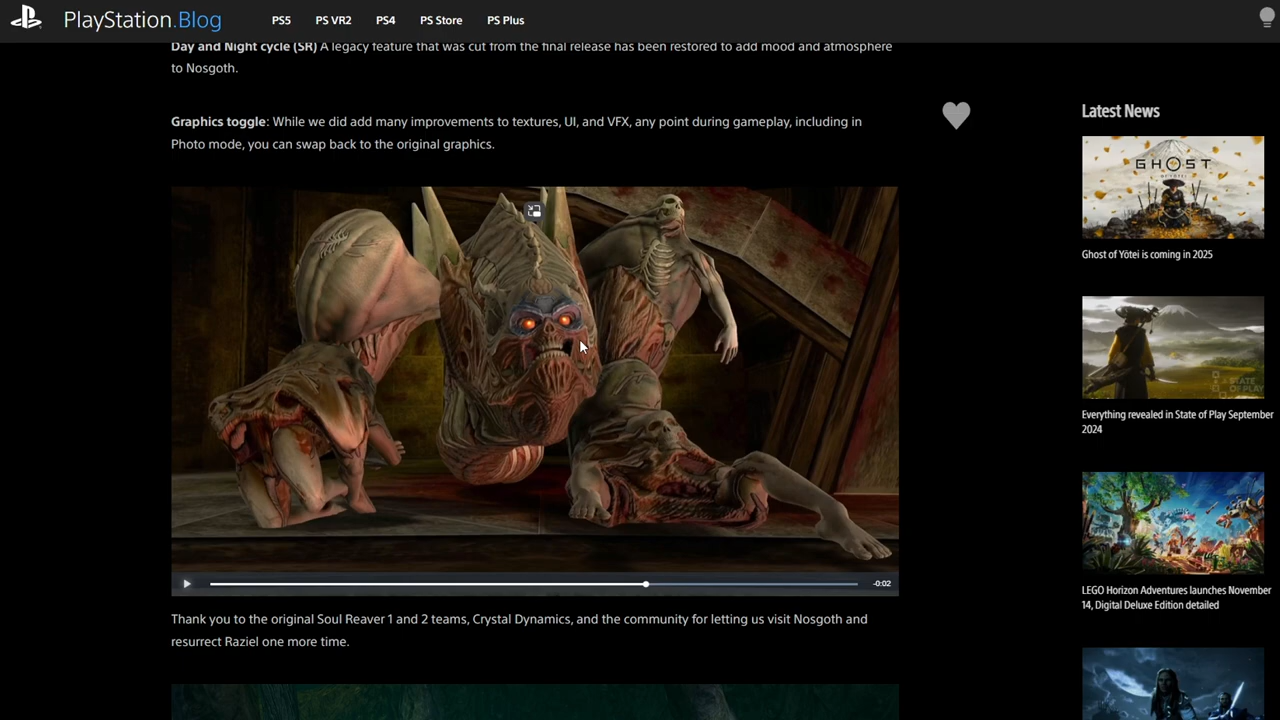 PlayStation.Blog
PS5
PS VR2
PS4
PS Store
PS Plus
Day and Night cycle (SR) A legacy feature that was cut from the final release has been restored to add mood and atmosphere
to Nosgoth.
Graphics toggle: While we did add many improvements to textures, UI, and VFX, any point during gameplay, including in
Photo mode, you can swap back to the original graphics.
-0:02
Thank you to the original Soul Reaver 1 and 2 teams, Crystal Dynamics, and the community for letting us visit Nosgoth and
resurrect Raziel one more time.
Latest News
GHOST
Ghost of Yōtei is coming in 2025
STATE
OF PLAY
Everything revealed in State of Play September
2024
LEGO Horizon Adventures launches November
14, Digital Deluxe Edition detailed